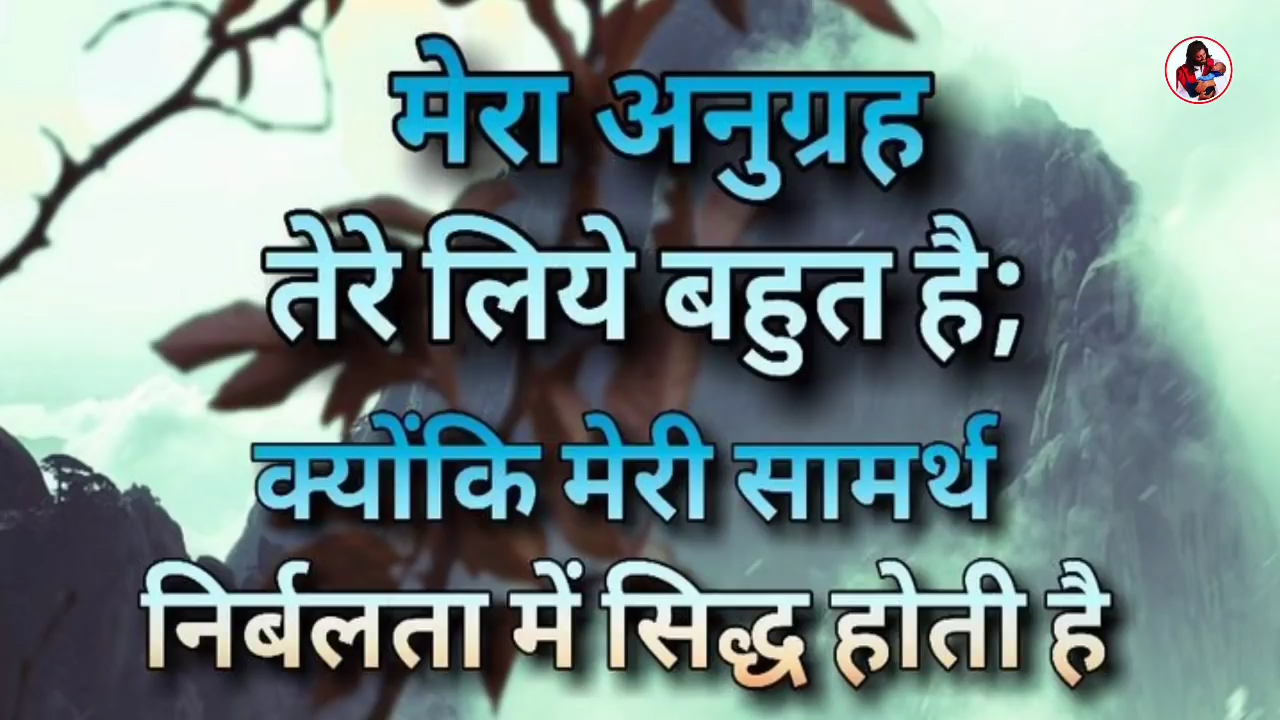 मेरा अनुग्रह
तेरे लिये बहुत है;
क्योंकि मेरी सामर्थ
निर्बलता में सिद्ध होती है